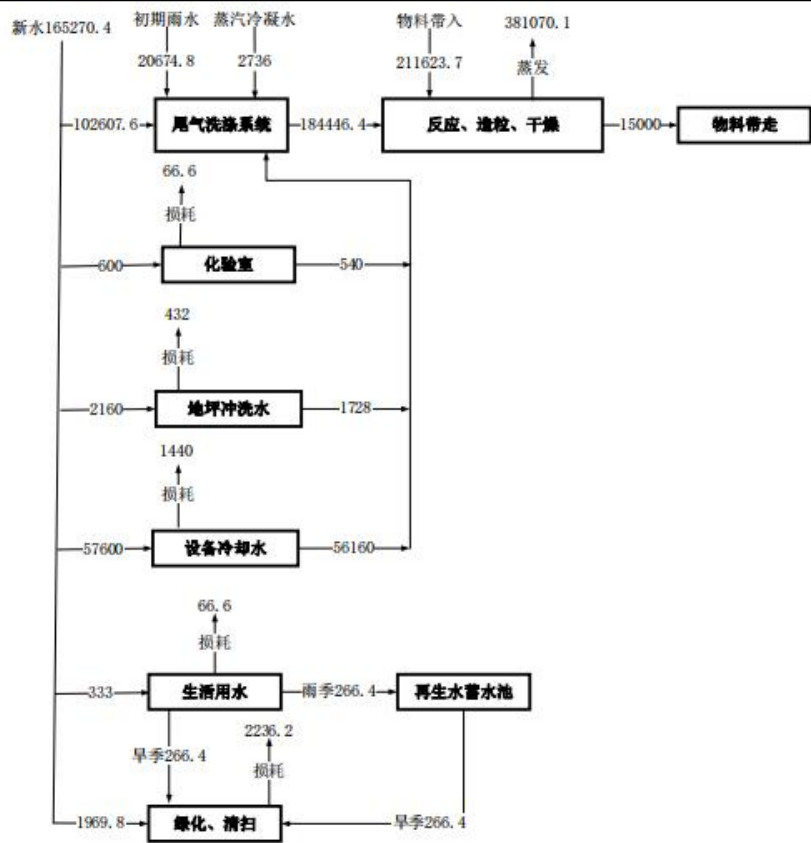 新水165270.4
初期雨水
蒸汽冷凝水
物料带入
381070.1
20674.8
2736
211623.7
蒸发
102607.6
尾气洗涤系统
184446.4
反应、造粒、干燥
15000
物料带走
66.6
损耗
600
化验室
540
432
损耗
2160
地坪冲洗水
1728
1440
损耗
57600
设备冷却水
56160
66.6
损耗
333
生活用水
雨季266.4
再生水蓄水池
旱季266.4
2236.2
损耗
1969.8
绿化、清扫
旱季266.4